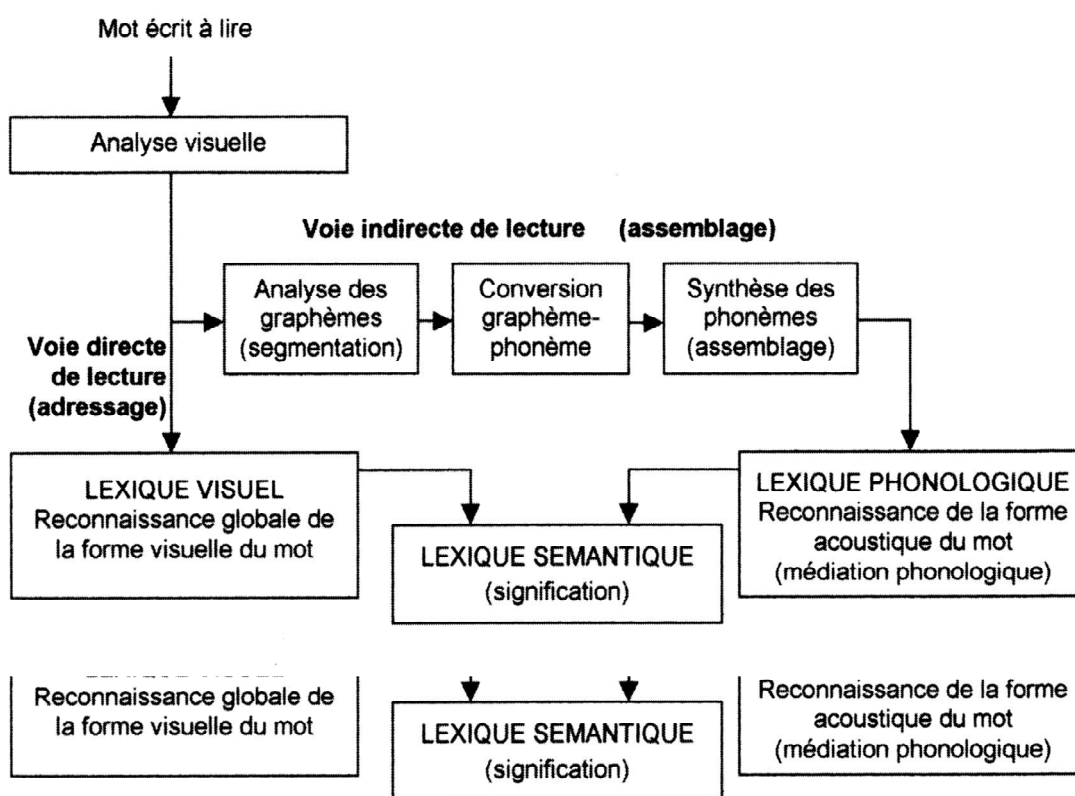 Mot écrit à lire
Analyse visuelle
Voie indirecte de lecture (assemblage)
Analyse des
graphèmes
(segmentation)
Conversion
graphème-
phonème
Synthèse des
phonèmes
(assemblage)
Voie directe
de lecture
(adressage)
LEXIQUE VISUEL
Reconnaissance globale de
la forme visuelle du mot
LEXIQUE SEMANTIQUE
(signification)
LEXIQUE PHONOLOGIQUE
Reconnaissance de la forme
acoustique du mot
(médiation phonologique)
Reconnaissance globale de
la forme visuelle du mot
LEXIQUE SEMANTIQUE
(signification)
Reconnaissance de la forme
acoustique du mot
(médiation phonologique)